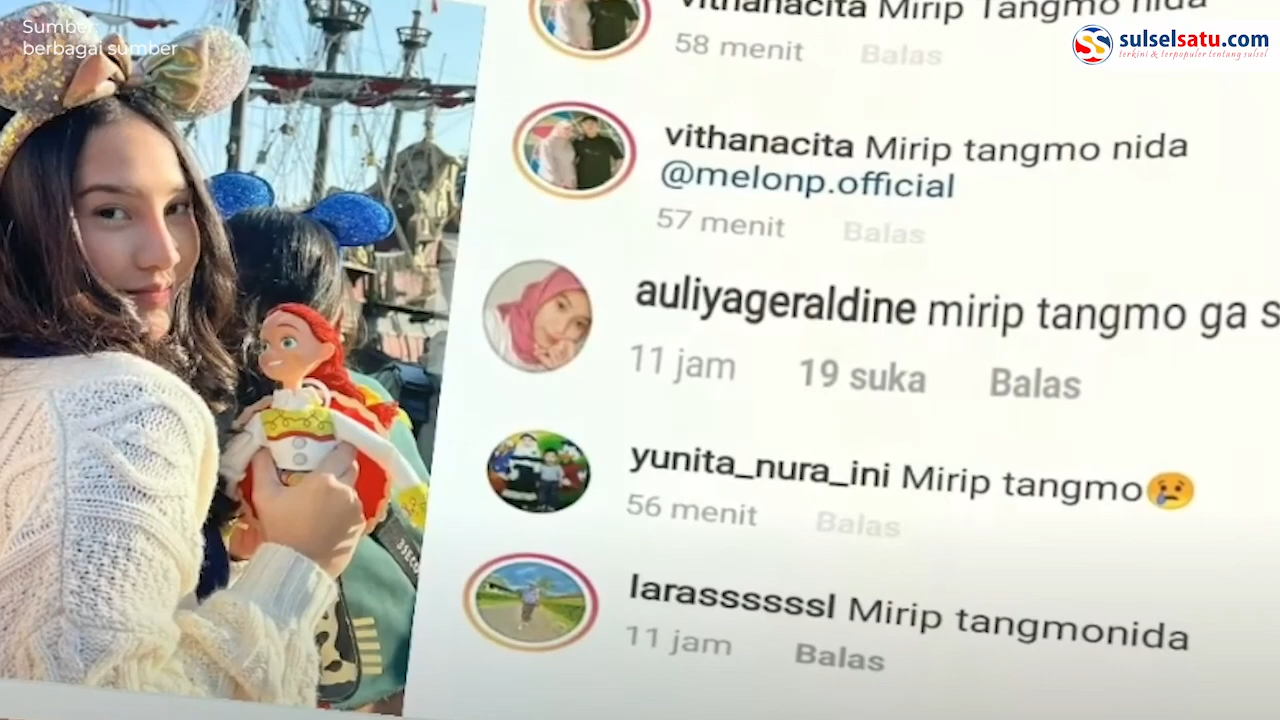 Sumber
berbagai sumber
sulselsatu.com
terkini & terpopuler tentang sulsel
vithanacita Mirip Tangmo nida
58 menit Balas
vithanacita Mirip tangmo nida
@melonp.official
57 menit Balas
auliyageraldine mirip tangmo ga s
11 jam 19 suka Balas
yunita_nura_ini Mirip tangmo😢
56 menit Balas
larasssssssl Mirip tangmonida
11 jam Balas